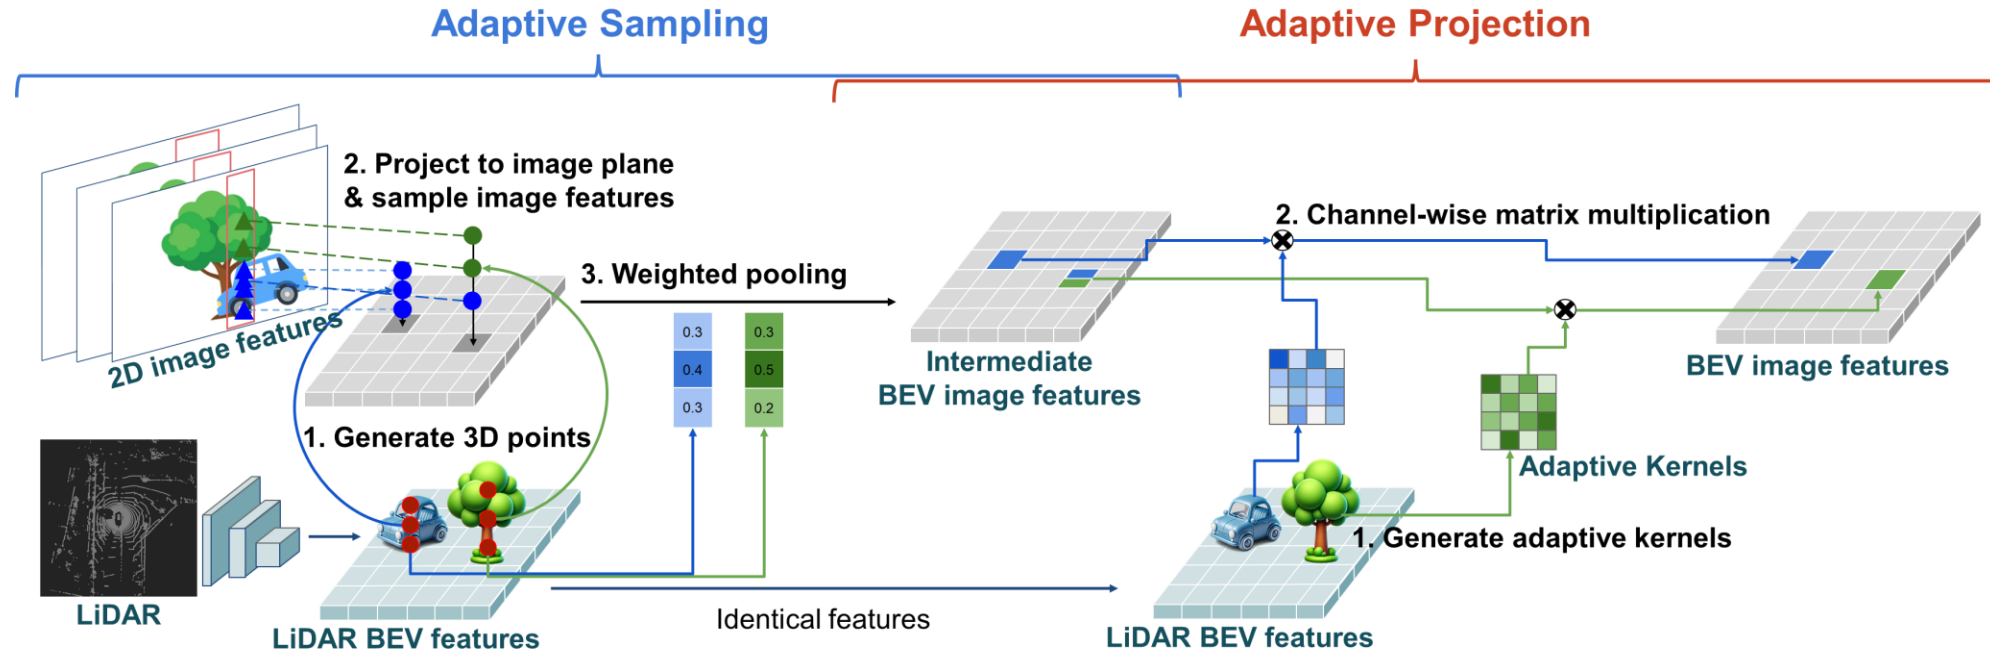 Adaptive Sampling
Adaptive Projection
2. Project to image plane
& sample image features
2D image features
3. Weighted pooling
0.3
0.4
0.3
0.3
0.5
0.2
1. Generate 3D points
LiDAR
LiDAR BEV features
Identical features
Intermediate
BEV image features
2. Channel-wise matrix multiplication
BEV image features
Adaptive Kernels
1. Generate adaptive kernels
LiDAR BEV features